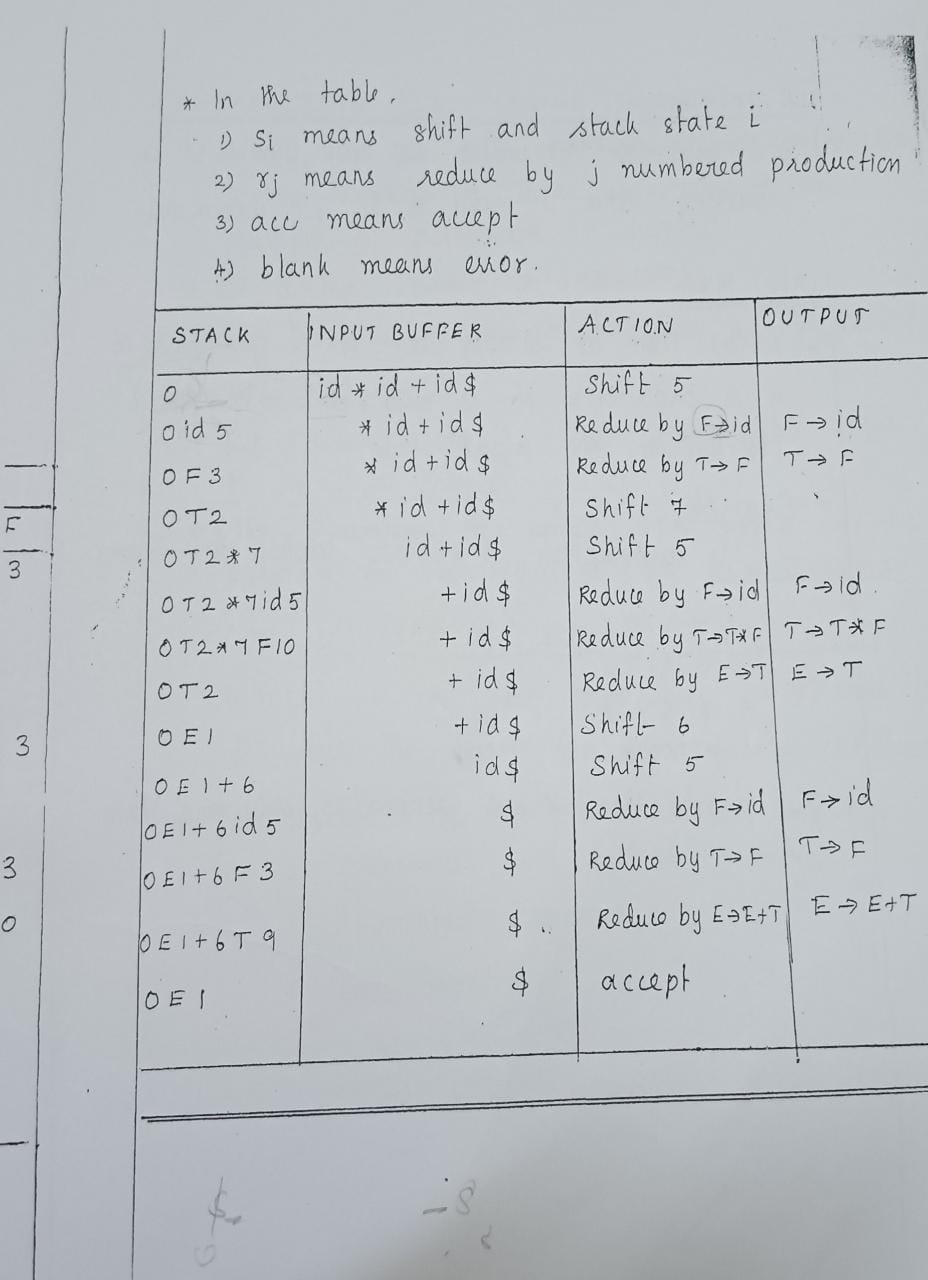 * In the table,
1) Si means shift and stack state i
2) rj means reduce by j numbered production
3) acc means accept
4) blank means error.
STACK INPUT BUFFER ACTION OUTPUT
0 id * id + id $ Shift 5
0 id 5 * id + id $ Reduce by F→id F → id
0 F 3 * id + id $ Reduce by T→F T → F
0 T 2 * id + id $ Shift 7
0 T 2 * 7 id + id $ Shift 5
0 T 2 * 7 id 5 + id $ Reduce by F→id F→id
0 T 2 * 7 F 10 + id $ Reduce by T→T*F T→T*F
0 T 2 + id $ Reduce by E→T E → T
0 E 1 + id $ Shift 6
0 E 1 + 6 id $ Shift 5
0 E 1 + 6 id 5 $ Reduce by F→id F→id
0 E 1 + 6 F 3 $ Reduce by T→F T→F
0 E 1 + 6 T 9 $ Reduce by E→E+T E → E+T
0 E 1 $ accept
F
3
3
3
0